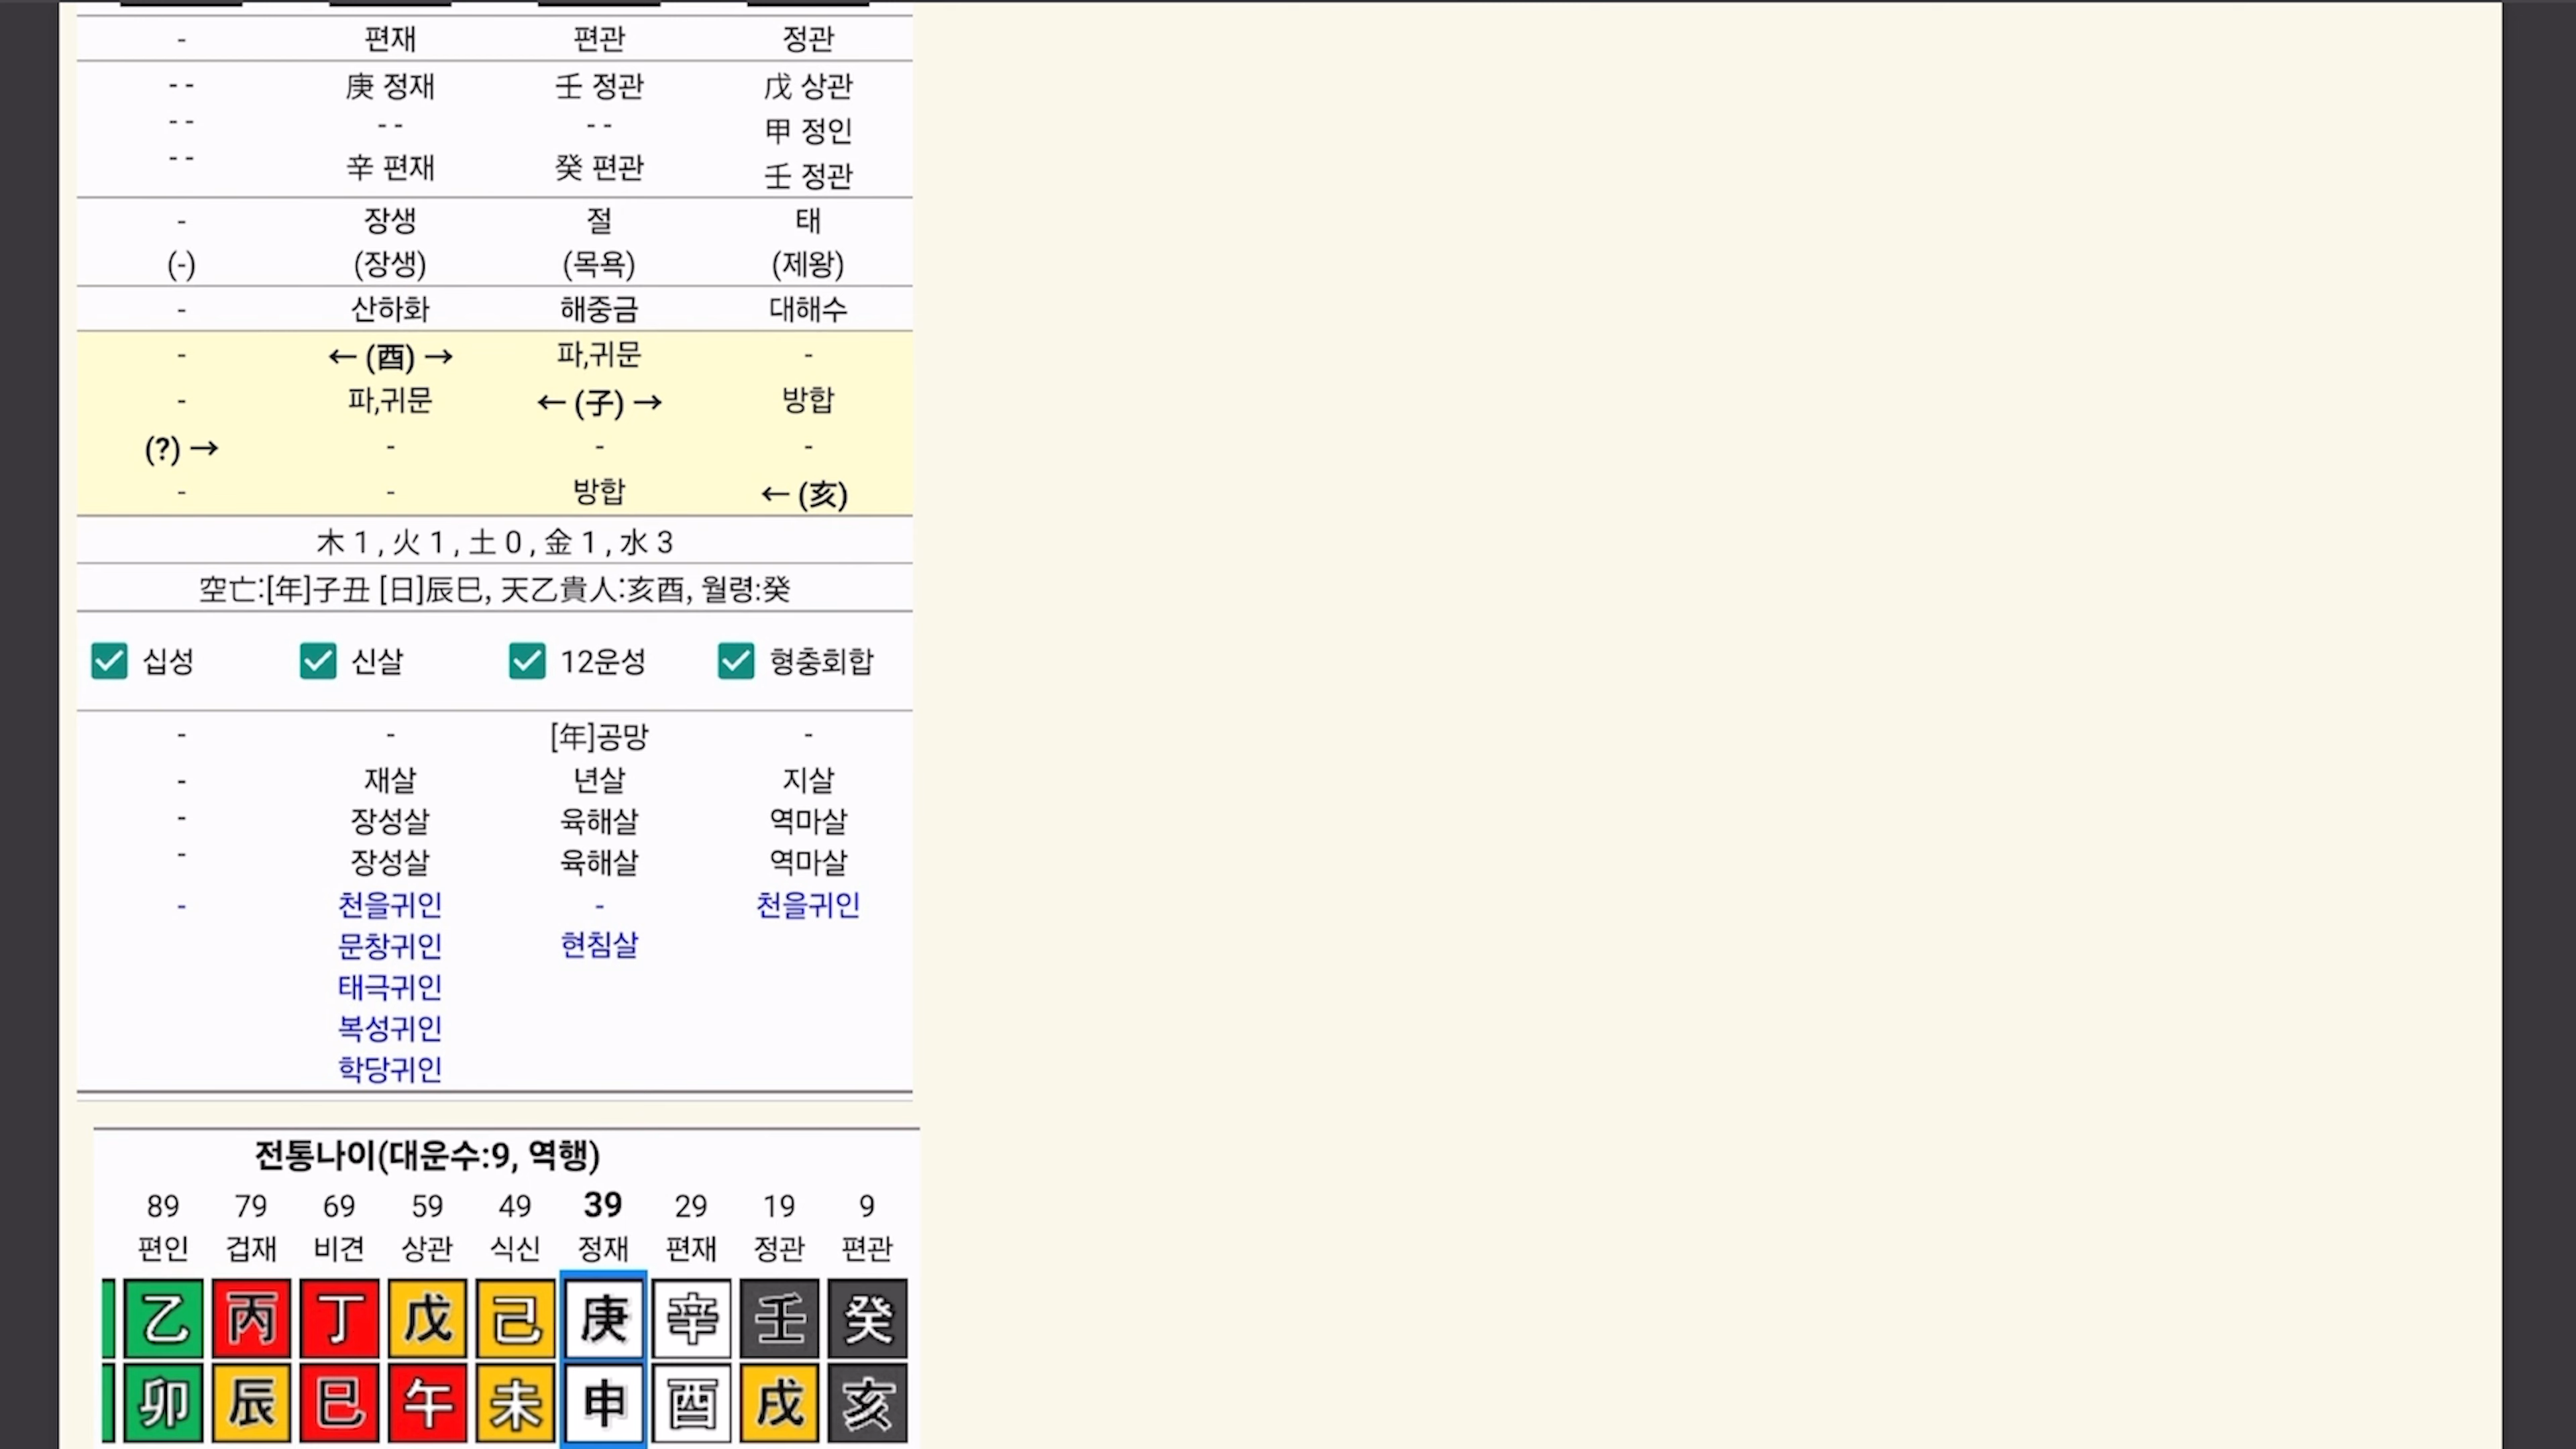 - 편재 편관 정관
- - 庚 정재 壬 정관 戊 상관
- - - - - - 甲 정인
- - 辛 편재 癸 편관 壬 정관
- 장생 절 태
(-) (장생) (목욕) (제왕)
- 산하화 해중금 대해수
- ← (酉) → 파,귀문 -
- 파,귀문 ← (子) → 방합
(?) → - - -
- - 방합 ← (亥)
木 1 , 火 1 , 土 0 , 金 1 , 水 3
空亡:[年]子丑 [日]辰巳, 天乙貴人:亥酉, 월령:癸
십성 신살 12운성 형충회합
- - [年]공망 -
- 재살 년살 지살
- 장성살 육해살 역마살
- 장성살 육해살 역마살
- 천을귀인 - 천을귀인
문창귀인 현침살
태극귀인
복성귀인
학당귀인
전통나이(대운수:9, 역행)
89 79 69 59 49 39 29 19 9
편인 겁재 비견 상관 식신 정재 편재 정관 편관
乙 丙 丁 戊 己 庚 辛 壬 癸
卯 辰 巳 午 未 申 酉 戌 亥